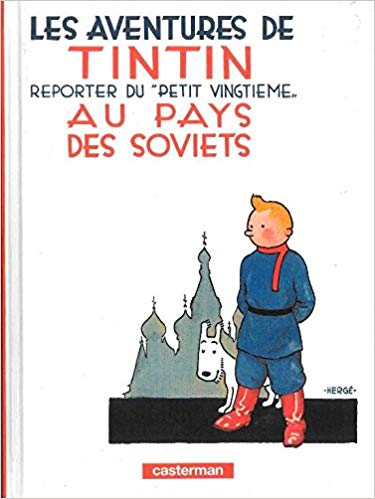 LES AVENTURES DE
TINTIN
REPORTER DU "PETIT VINGTIEME„
AU PAYS
DES SOVIETS
-HERGÉ-
casterman